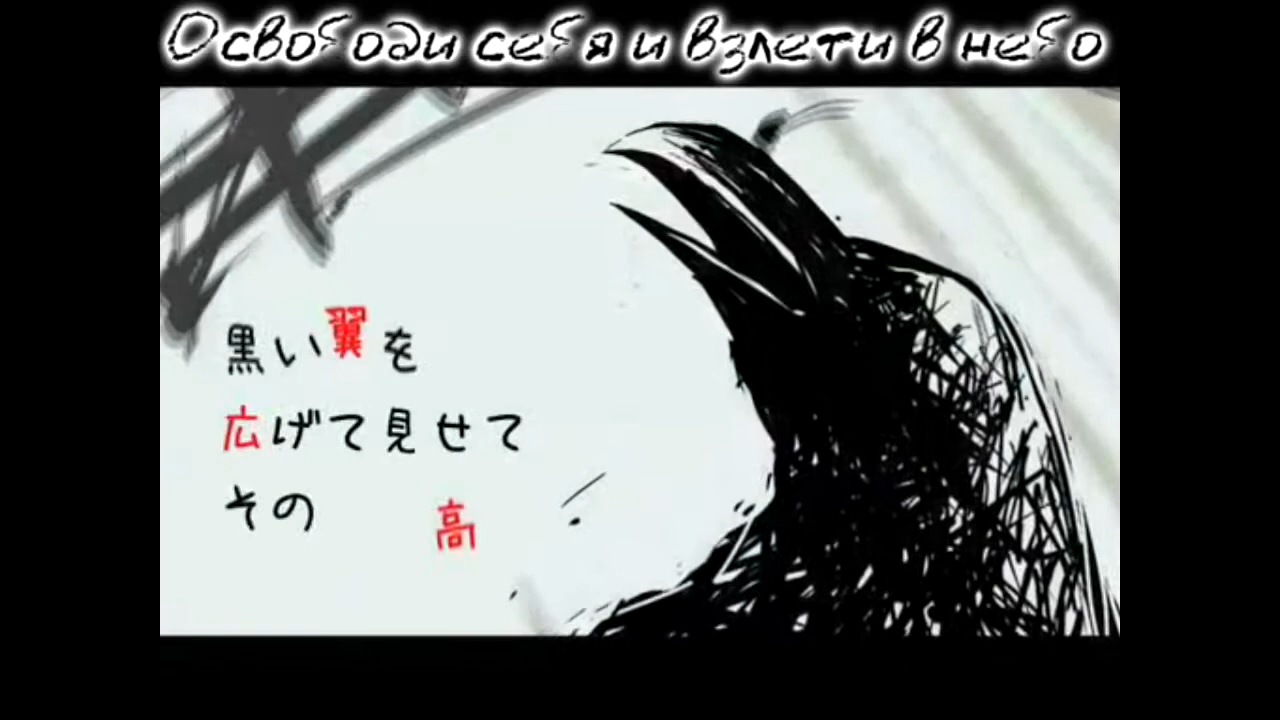 Освободи себя и взлети в небо
黒い翼を
広げて見せて
その 高